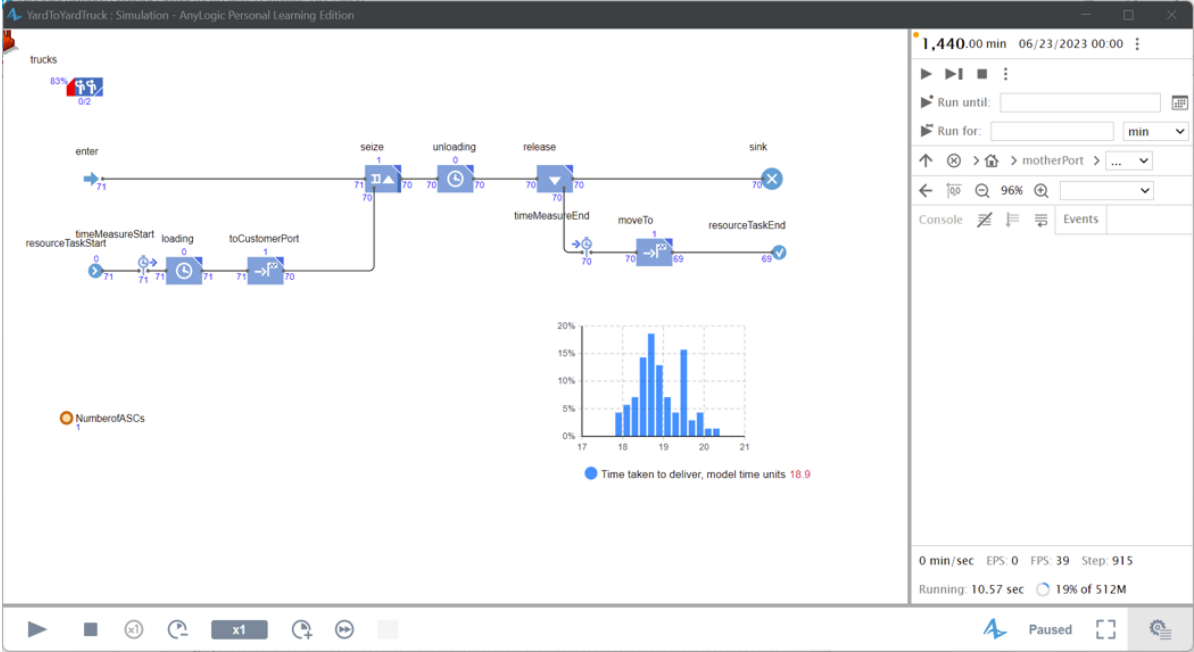 YardToYardTruck : Simulation - AnyLogic Personal Learning Edition
1,440.00 min 06/23/2023 00:00
trucks
83%
0/2
Run until:
Run for: min
motherPort ...
96%
Console Events
enter
71
seize
1
71 70
70
unloading
0
70 70
release
70 70
70
sink
70
timeMeasureEnd
70
moveTo
1
70 69
resourceTaskEnd
69
resourceTaskStart
0
71
timeMeasureStart
71
loading
0
71 71
toCustomerPort
1
71 70
20%
15%
10%
5%
0%
17 18 19 20 21
Time taken to deliver, model time units 18.9
NumberofASCs
1
0 min/sec EPS: 0 FPS: 39 Step: 915
Running: 10.57 sec 19% of 512M
x1 x1 Paused